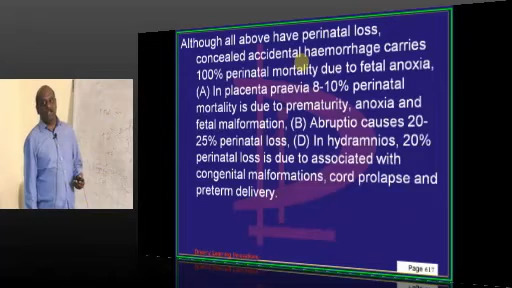 Although all above have perinatal loss,
concealed accidental haemorrhage carries
100% perinatal mortality due to fetal anoxia,
(A) In placenta praevia 8-10% perinatal
mortality is due to prematurity, anoxia and
fetal malformation, (B) Abruptio causes 20-
25% perinatal loss, (D) In hydramnios, 20%
perinatal loss is due to associated with
congenital malformations, cord prolapse and
preterm delivery.
Page 417